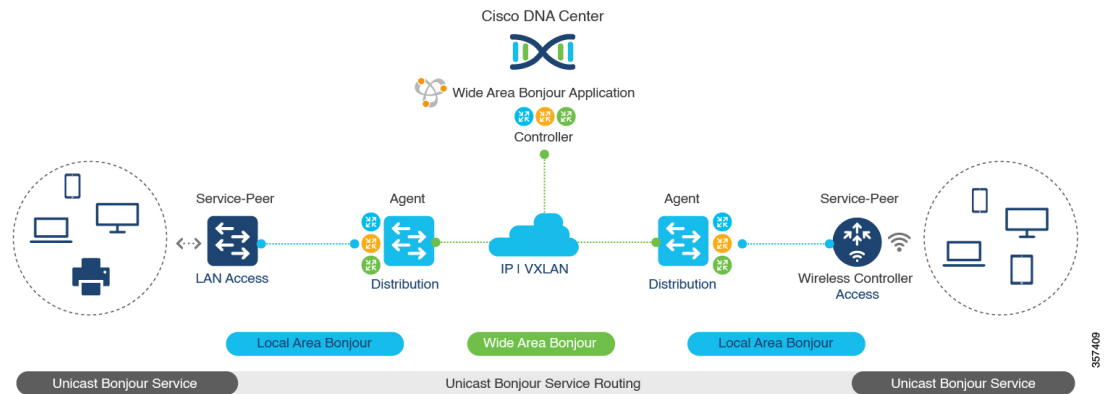 Cisco DNA Center
Wide Area Bonjour Application
Controller
Service-Peer
Agent
Agent
Service-Peer
LAN Access
Distribution
IP I VXLAN
Distribution
Wireless Controller
Access
Local Area Bonjour
Wide Area Bonjour
Local Area Bonjour
Unicast Bonjour Service
Unicast Bonjour Service Routing
Unicast Bonjour Service
357409